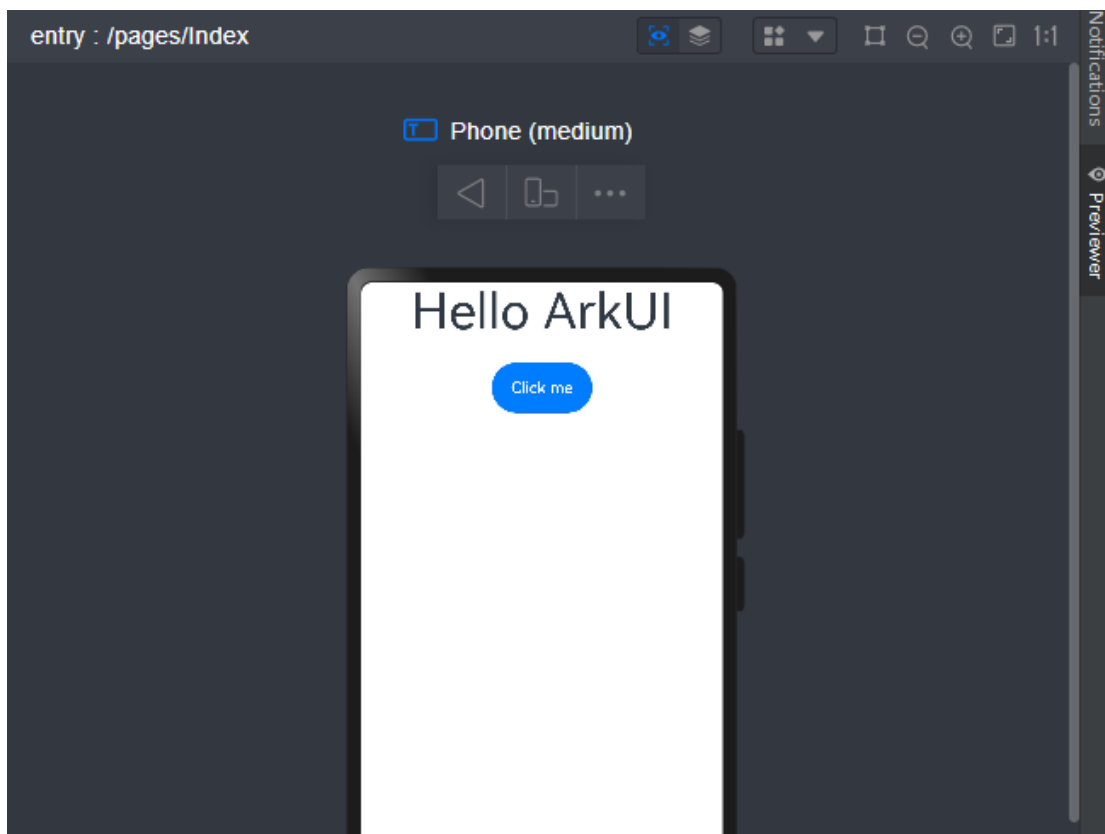 entry : /pages/Index
1:1
Notifications
Phone (medium)
Previewer
Hello ArkUI
Click me